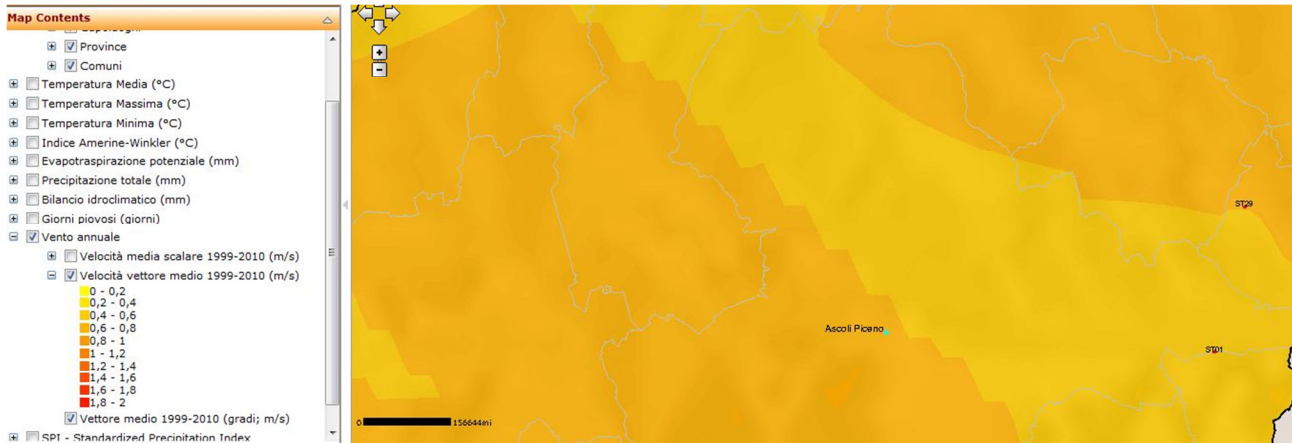 Map Contents
Capoluoghi
Province
Comuni
Temperatura Media (°C)
Temperatura Massima (°C)
Temperatura Minima (°C)
Indice Amerine-Winkler (°C)
Evapotraspirazione potenziale (mm)
Precipitazione totale (mm)
Bilancio idroclimatico (mm)
Giorni piovosi (giorni)
Vento annuale
Velocità media scalare 1999-2010 (m/s)
Velocità vettore medio 1999-2010 (m/s)
0 - 0,2
0,2 - 0,4
0,4 - 0,6
0,6 - 0,8
0,8 - 1
1 - 1,2
1,2 - 1,4
1,4 - 1,6
1,6 - 1,8
1,8 - 2
Vettore medio 1999-2010 (gradi; m/s)
SPI - Standardized Precipitation Index
ST29
Ascoli Piceno
ST01
0 156644mi